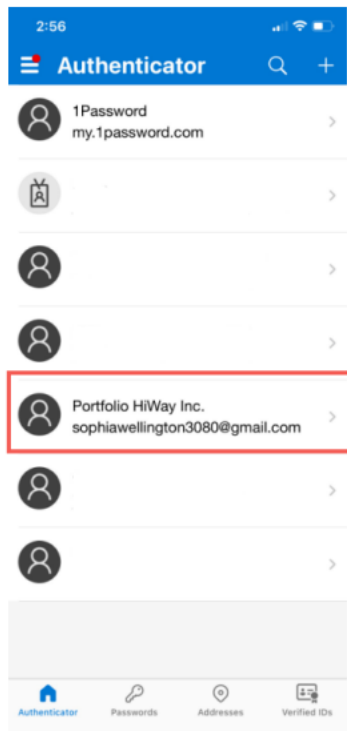 2:56
Authenticator
1Password
my.1password.com
Portfolio HiWay Inc.
sophiawellington3080@gmail.com
Authenticator
Passwords
Addresses
Verified IDs